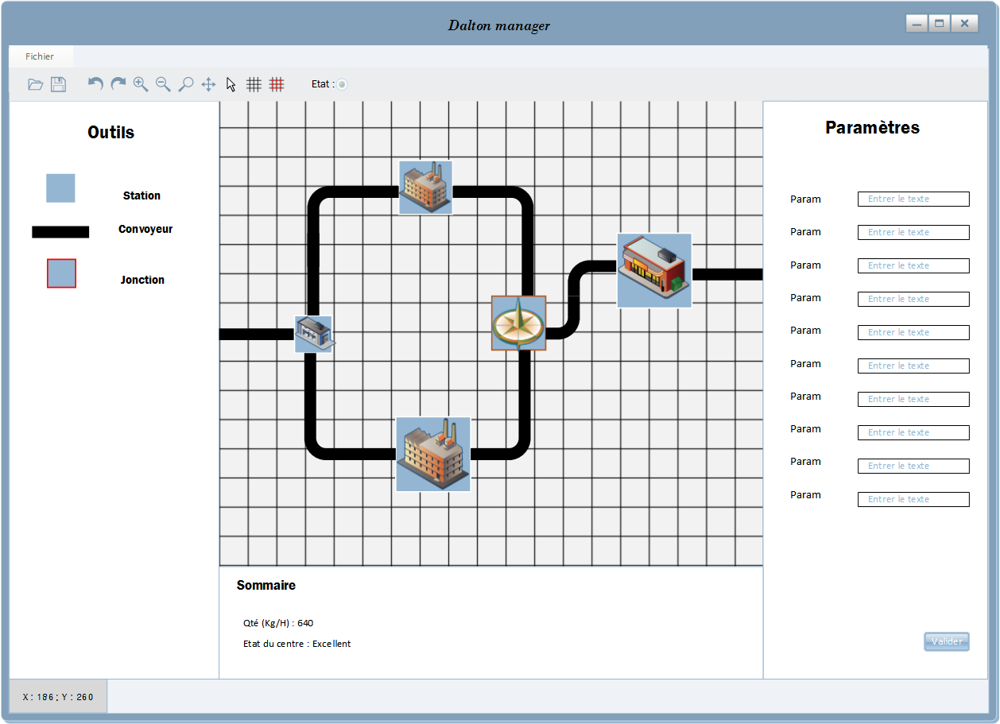 Dalton manager
Fichier
Etat :
Outils
Station
Convoyeur
Jonction
Paramètres
Param Entrer le texte
Param Entrer le texte
Param Entrer le texte
Param Entrer le texte
Param Entrer le texte
Param Entrer le texte
Param Entrer le texte
Param Entrer le texte
Param Entrer le texte
Param Entrer le texte
Valider
Sommaire
Qté (Kg/H) : 640
Etat du centre : Excellent
X : 186 ; Y : 260